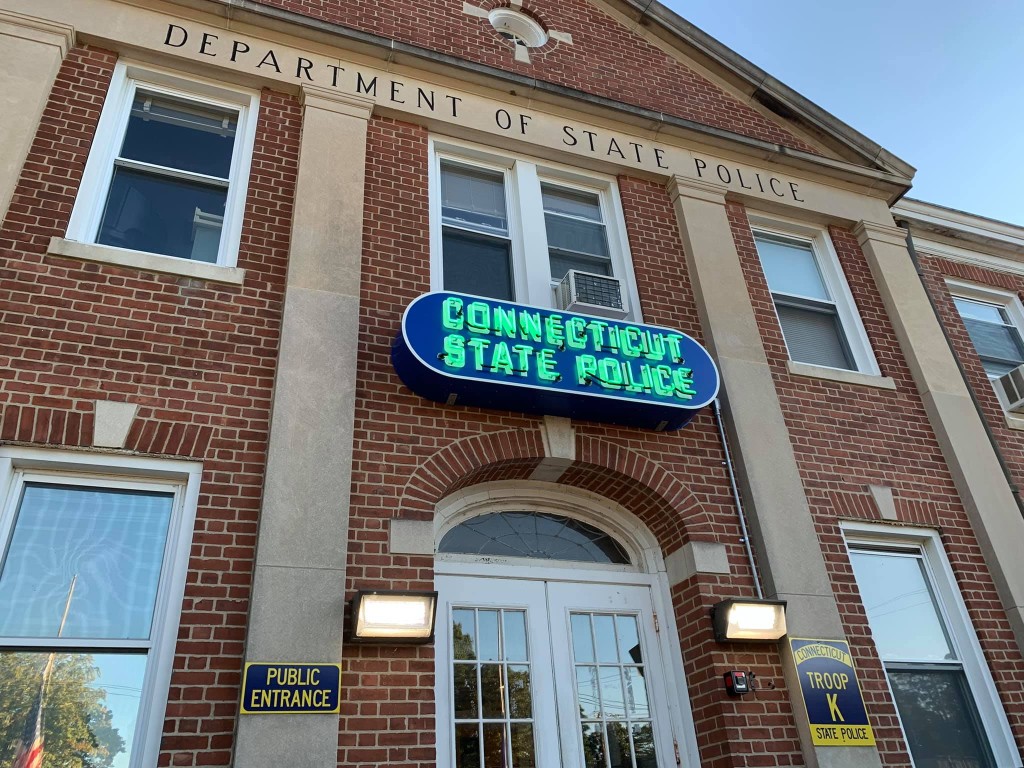 DEPARTMENT OF STATE POLICE
CONNECTICUT
STATE POLICE
PUBLIC
ENTRANCE
CONNECTICUT
TROOP
K
STATE POLICE